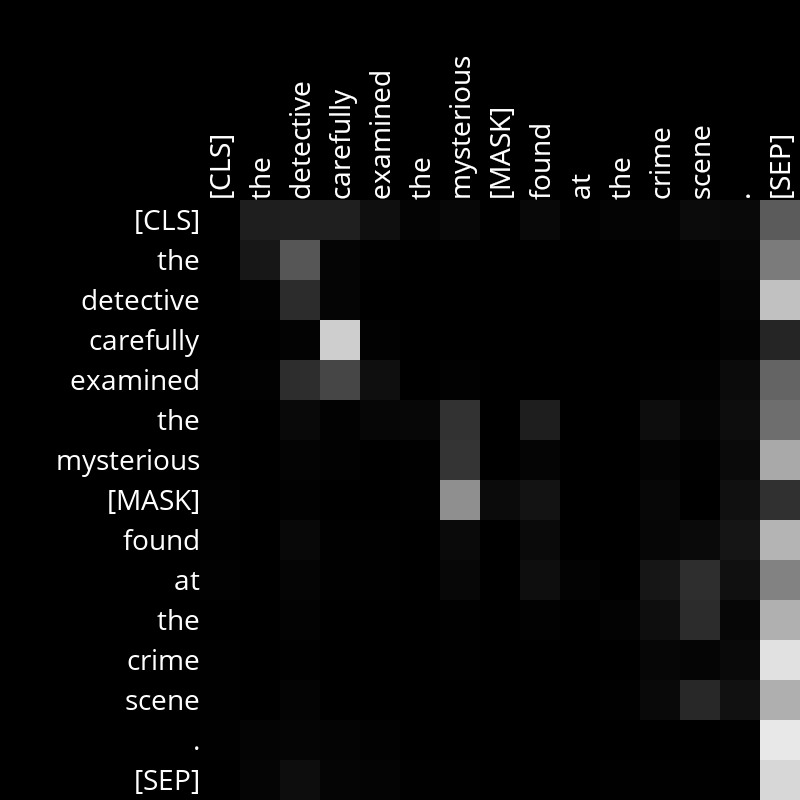 [CLS] the detective carefully examined the mysterious [MASK] found at the crime scene . [SEP]
[CLS]
the
detective
carefully
examined
the
mysterious
[MASK]
found
at
the
crime
scene
.
[SEP]